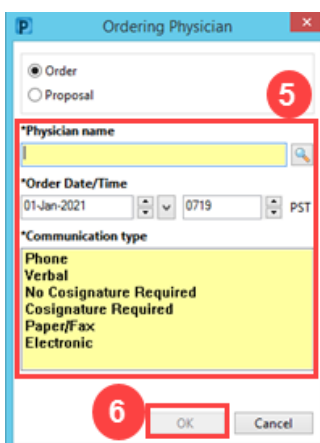 P Ordering Physician ×
Order
Proposal
5
*Physician name
*Order Date/Time
01-Jan-2021 0719 PST
*Communication type
Phone
Verbal
No Cosignature Required
Cosignature Required
Paper/Fax
Electronic
6 OK Cancel